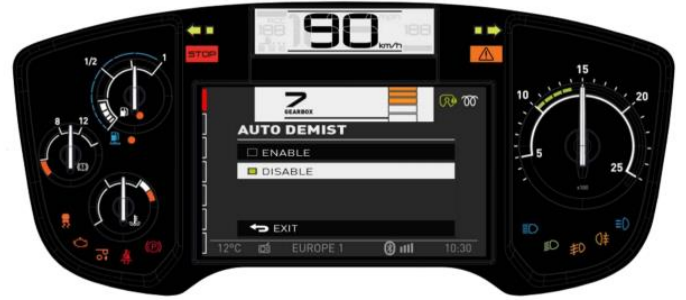 90
km/h
STOP
1/2
1
8
12
7
GEARBOX
AUTO DEMIST
ENABLE
DISABLE
EXIT
12°C
EUROPE 1
10:30
5
10
15
20
25
x100